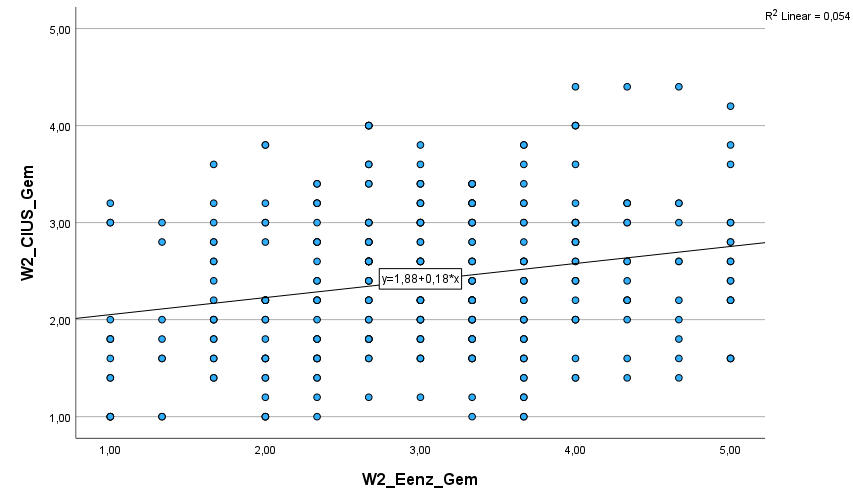 R2 Linear = 0,054
5,00
4,00
3,00
2,00
1,00
W2_CIUS_Gem
y=1,88+0,18*x
1,00 2,00 3,00 4,00 5,00
W2_Eenz_Gem